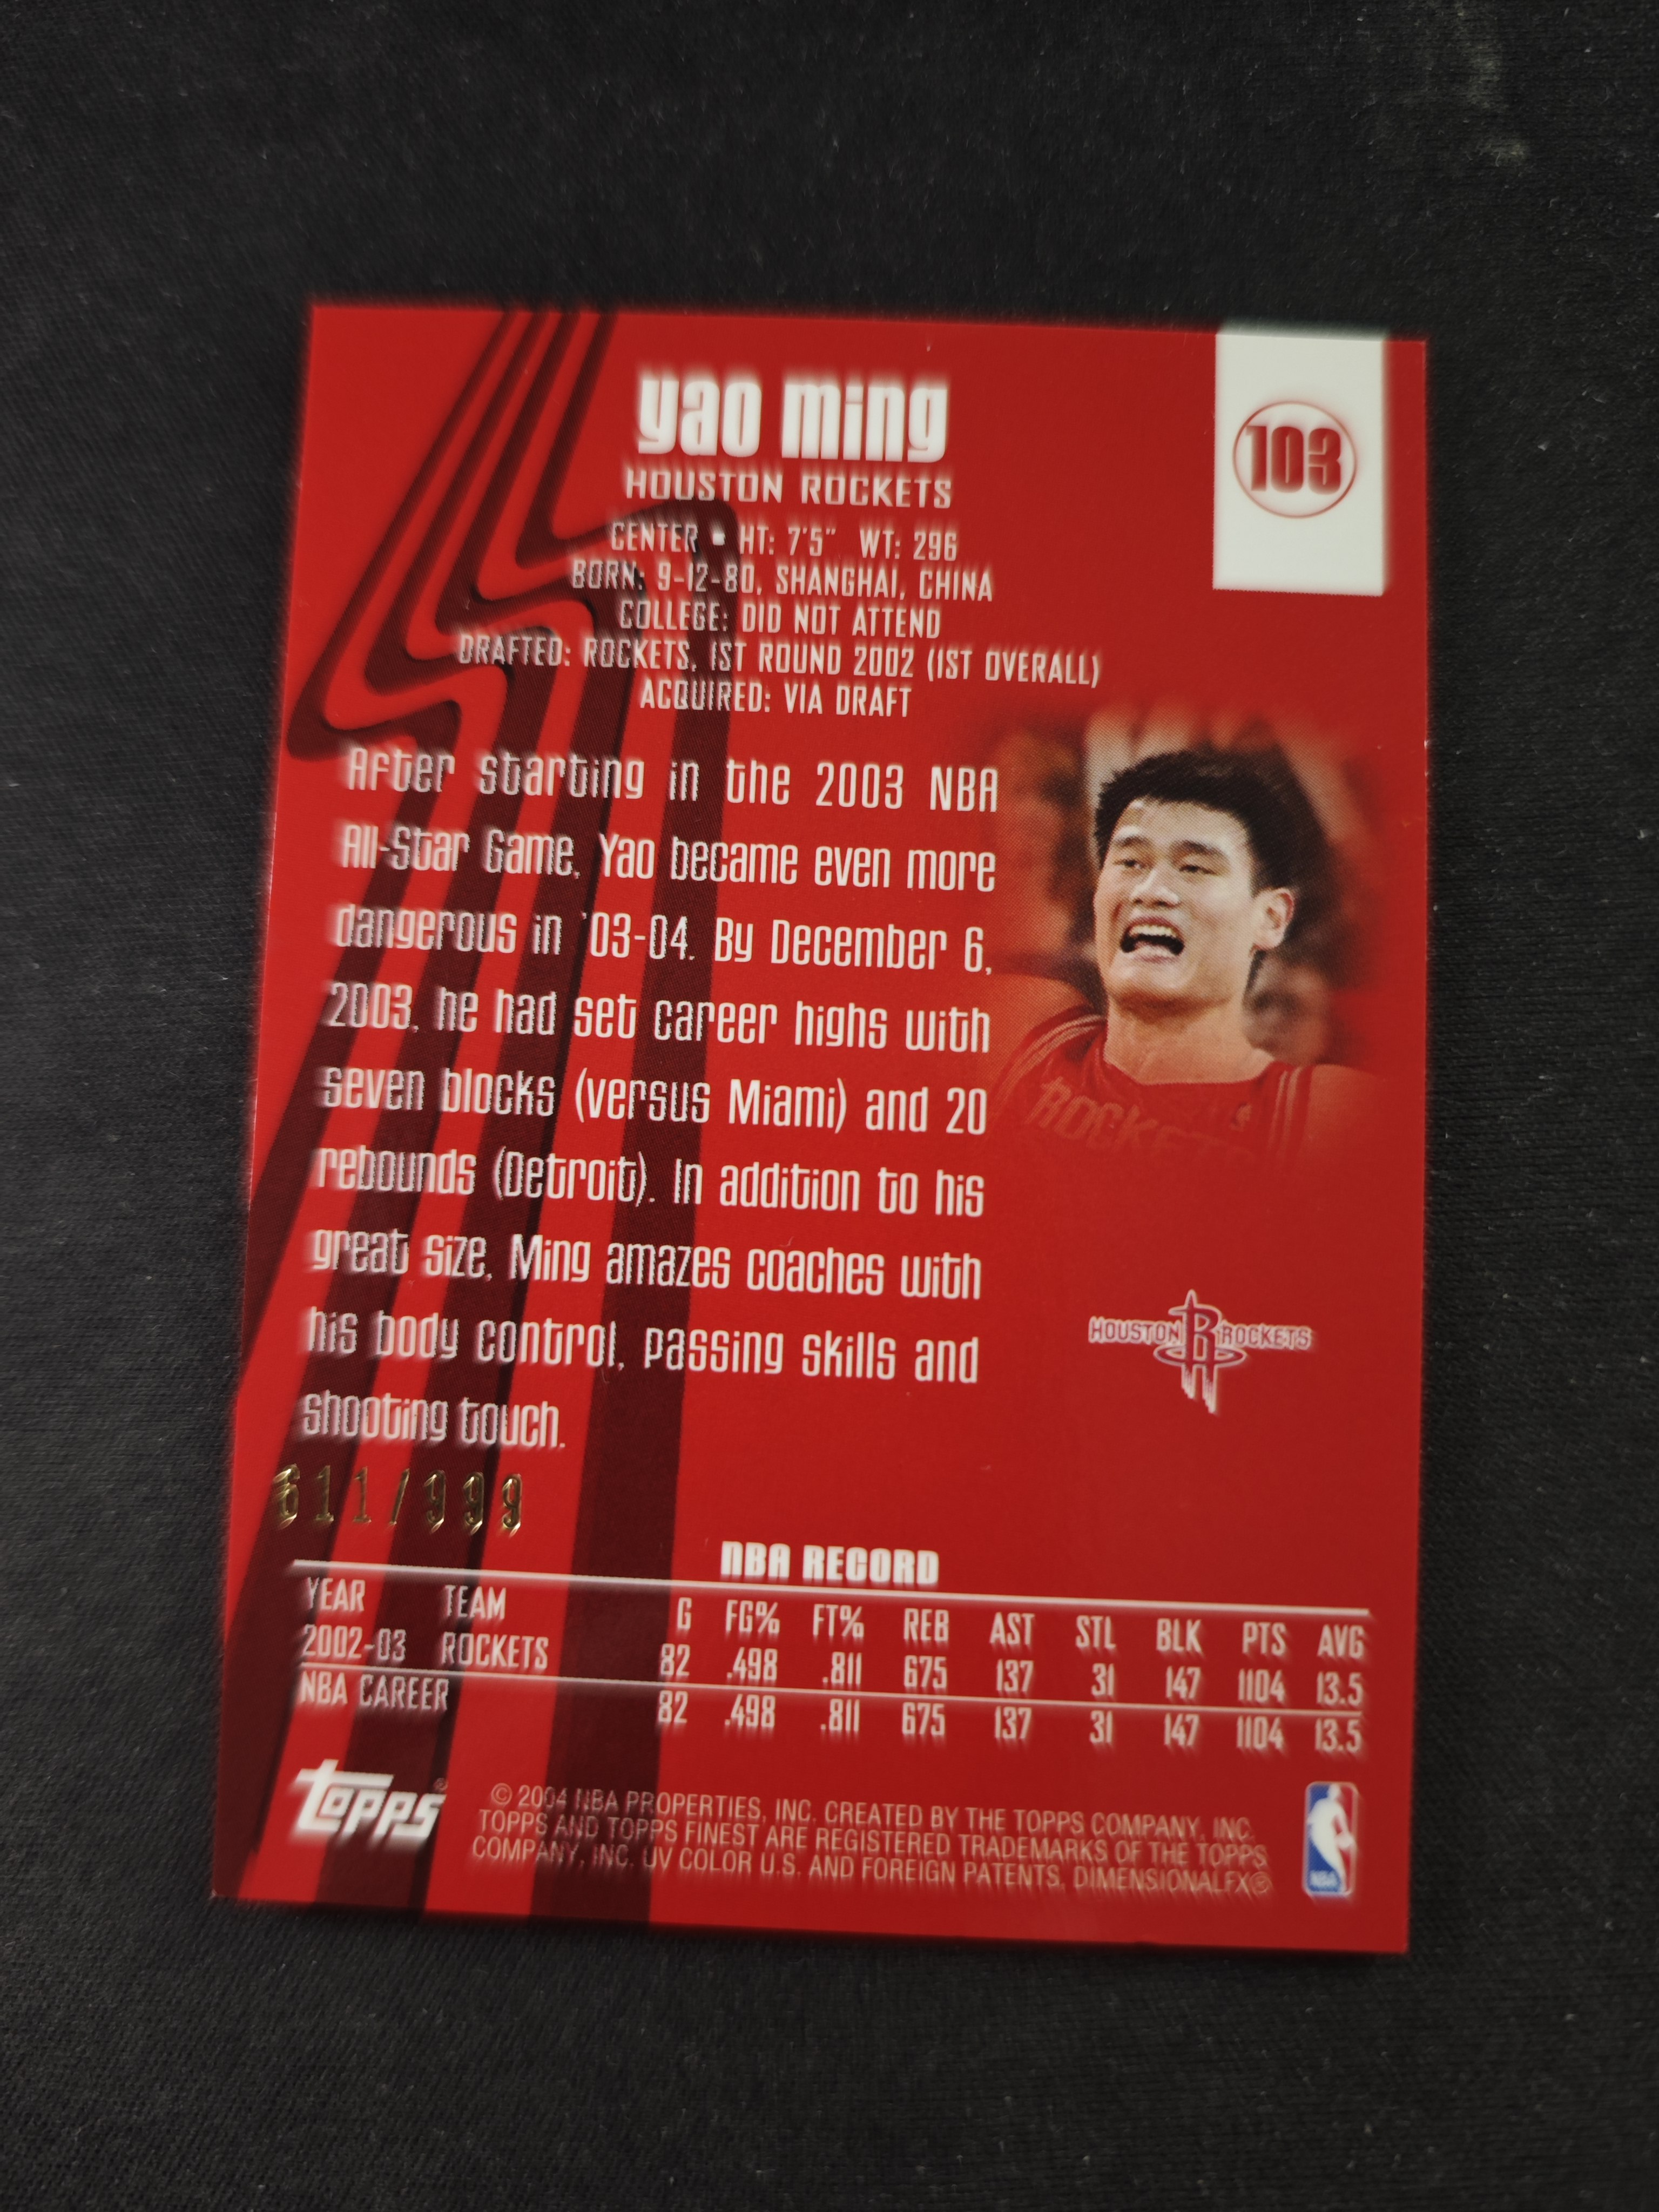 yao ming
HOUSTON ROCKETS
CENTER • HT: 7'5" WT: 296
BORN: 9-12-80, SHANGHAI, CHINA
COLLEGE: DID NOT ATTEND
DRAFTED: ROCKETS, 1ST ROUND 2002 (1ST OVERALL)
ACQUIRED: VIA DRAFT
103
After starting in the 2003 NBA
All-Star Game, Yao became even more
dangerous in '03-04. By December 6,
2003, he had set career highs with
seven blocks (versus Miami) and 20
rebounds (Detroit). In addition to his
great size, Ming amazes coaches with
his body control, passing skills and
shooting touch.
ROCKETS
HOUSTON R ROCKETS
611/999
NBA RECORD
YEAR TEAM G FG% FT% REB AST STL BLK PTS AVG
2002-03 ROCKETS 82 .498 .811 675 137 31 147 1104 13.5
NBA CAREER 82 .498 .811 675 137 31 147 1104 13.5
topps®
© 2004 NBA PROPERTIES, INC. CREATED BY THE TOPPS COMPANY, INC.
TOPPS AND TOPPS FINEST ARE REGISTERED TRADEMARKS OF THE TOPPS
COMPANY, INC. UV COLOR U.S. AND FOREIGN PATENTS, DIMENSIONALFX®
NBA